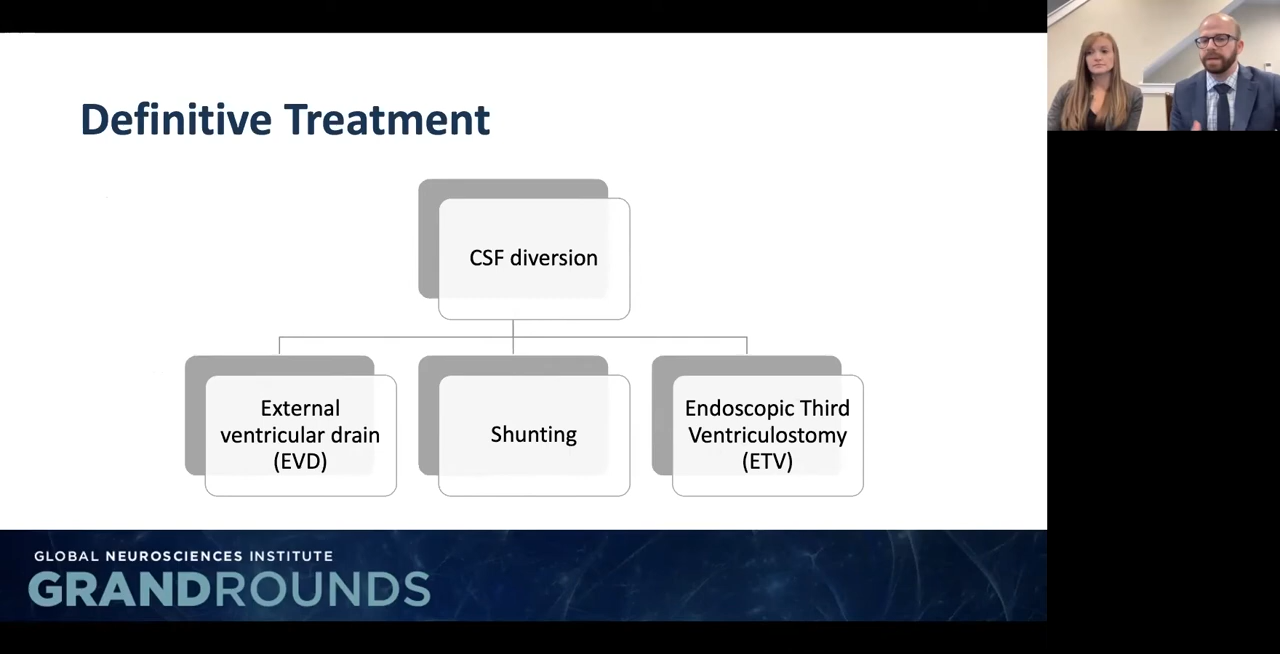 Definitive Treatment
CSF diversion
External
ventricular drain
(EVD)
Shunting
Endoscopic Third
Ventriculostomy
(ETV)
GLOBAL NEUROSCIENCES INSTITUTE
GRANDROUNDS